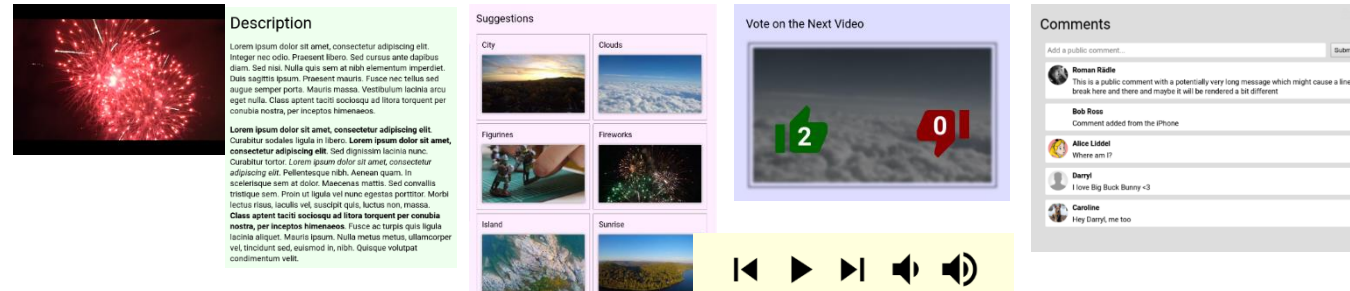 Description
Lorem ipsum dolor sit amet, consectetur adipiscing elit.
Integer nec odio. Praesent libero. Sed cursus ante dapibus
diam. Sed nisi. Nulla quis sem at nibh elementum imperdiet.
Duis sagittis ipsum. Praesent mauris. Fusce nec tellus sed
augue semper porta. Mauris massa. Vestibulum lacinia arcu
eget nulla. Class aptent taciti sociosqu ad litora torquent per
conubia nostra, per inceptos himenaeos.
Lorem ipsum dolor sit amet, consectetur adipiscing elit.
Curabitur sodales ligula in libero. Lorem ipsum dolor sit amet,
consectetur adipiscing elit. Sed dignissim lacinia nunc.
Curabitur tortor. Lorem ipsum dolor sit amet, consectetur
adipiscing elit. Pellentesque nibh. Aenean quam. In
scelerisque sem at dolor. Maecenas mattis. Sed convallis
tristique sem. Proin ut ligula vel nunc egestas porttitor. Morbi
lectus risus, iaculis vel, suscipit quis, luctus non, massa.
Class aptent taciti sociosqu ad litora torquent per conubia
nostra, per inceptos himenaeos. Fusce ac turpis quis ligula
lacinia aliquet. Mauris ipsum. Nulla metus metus, ullamcorper
vel, tincidunt sed, euismod in, nibh. Quisque volutpat
condimentum velit.
Suggestions
City
Clouds
Figurines
Fireworks
Island
Sunrise
Vote on the Next Video
2
0
Comments
Add a public comment...
Subm
Roman Rädle
This is a public comment with a potentially very long message which might cause a line
break here and there and maybe it will be rendered a bit different
Bob Ross
Comment added from the iPhone
Alice Liddel
Where am I?
Darryl
I love Big Buck Bunny <3
Caroline
Hey Darryl, me too